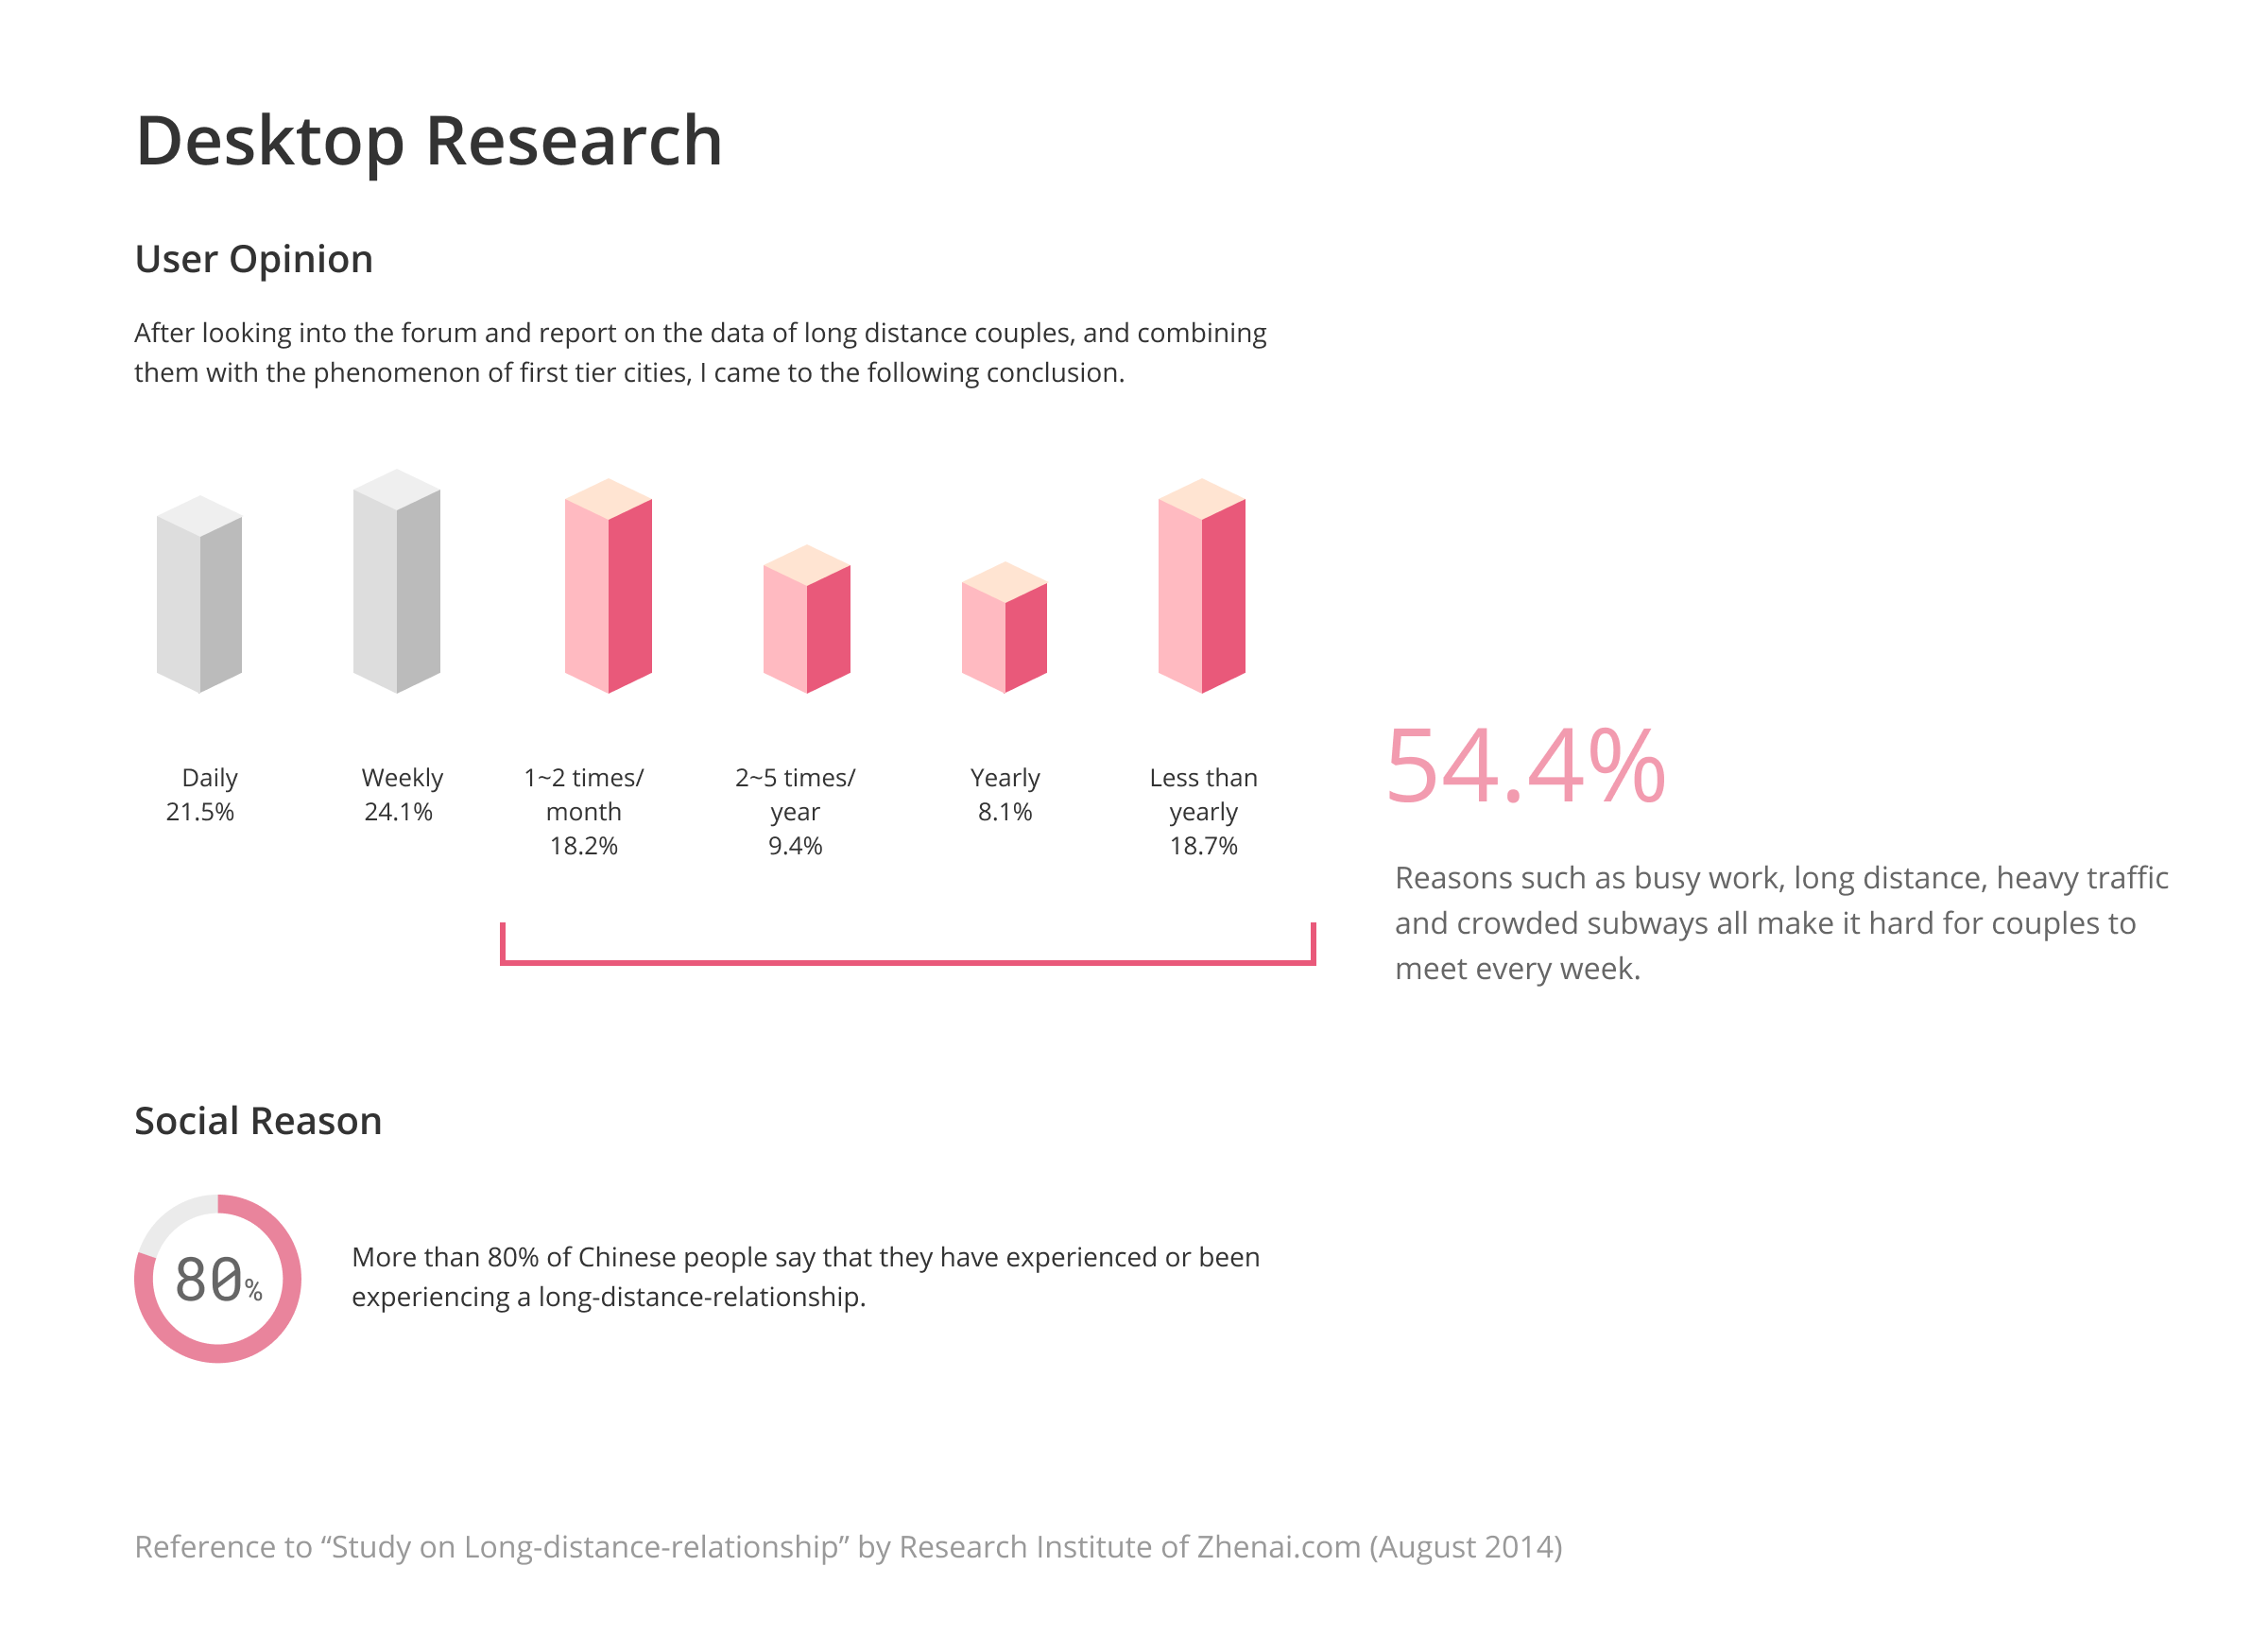 Desktop Research
User Opinion
After looking into the forum and report on the data of long distance couples, and combining
them with the phenomenon of first tier cities, I came to the following conclusion.
Daily
21.5%
Weekly
24.1%
1~2 times/
month
18.2%
2~5 times/
year
9.4%
Yearly
8.1%
Less than
yearly
18.7%
54.4%
Reasons such as busy work, long distance, heavy traffic
and crowded subways all make it hard for couples to
meet every week.
Social Reason
80%
More than 80% of Chinese people say that they have experienced or been
experiencing a long-distance-relationship.
Reference to “Study on Long-distance-relationship” by Research Institute of Zhenai.com (August 2014)